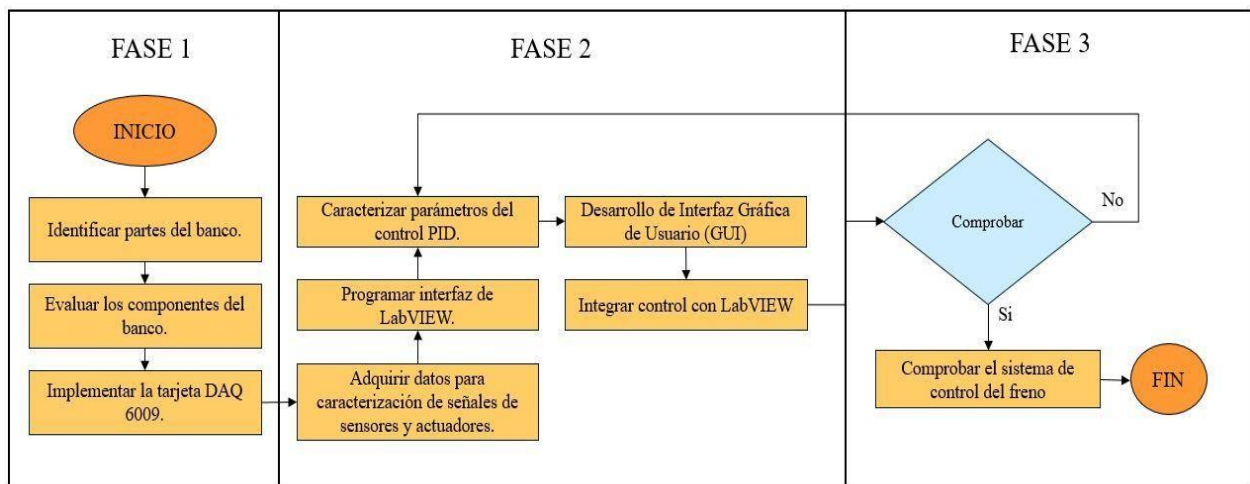 FASE 1
INICIO
Identificar partes del banco.
Evaluar los componentes del
banco.
Implementar la tarjeta DAQ
6009.
FASE 2
Caracterizar parámetros del
control PID.
Programar interfaz de
LabVIEW.
Adquirir datos para
caracterización de señales de
sensores y actuadores.
Desarrollo de Interfaz Gráfica
de Usuario (GUI)
Integrar control con LabVIEW
FASE 3
Comprobar
No
Si
Comprobar el sistema de
control del freno
FIN